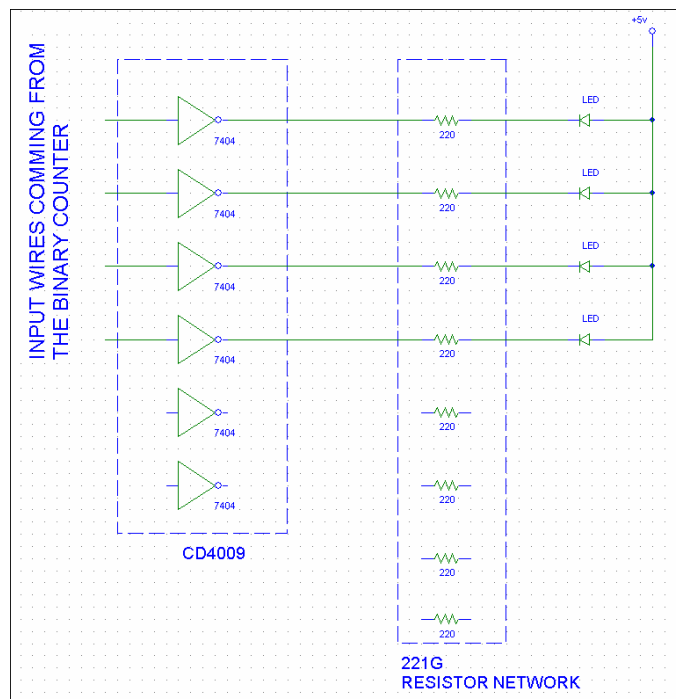 +5v
INPUT WIRES COMMING FROM
THE BINARY COUNTER
7404
220
LED
7404
220
LED
7404
220
LED
7404
220
LED
7404
220
7404
220
CD4009
220
220
221G
RESISTOR NETWORK